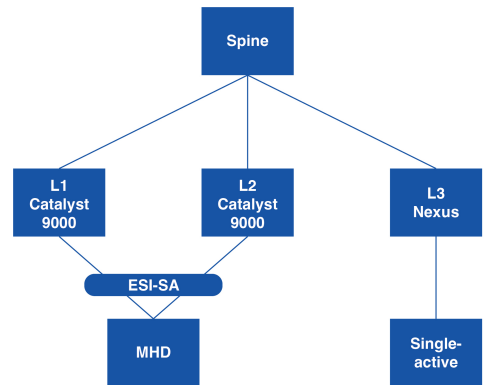 Spine
L1
Catalyst
9000
L2
Catalyst
9000
L3
Nexus
ESI-SA
MHD
Single-
active